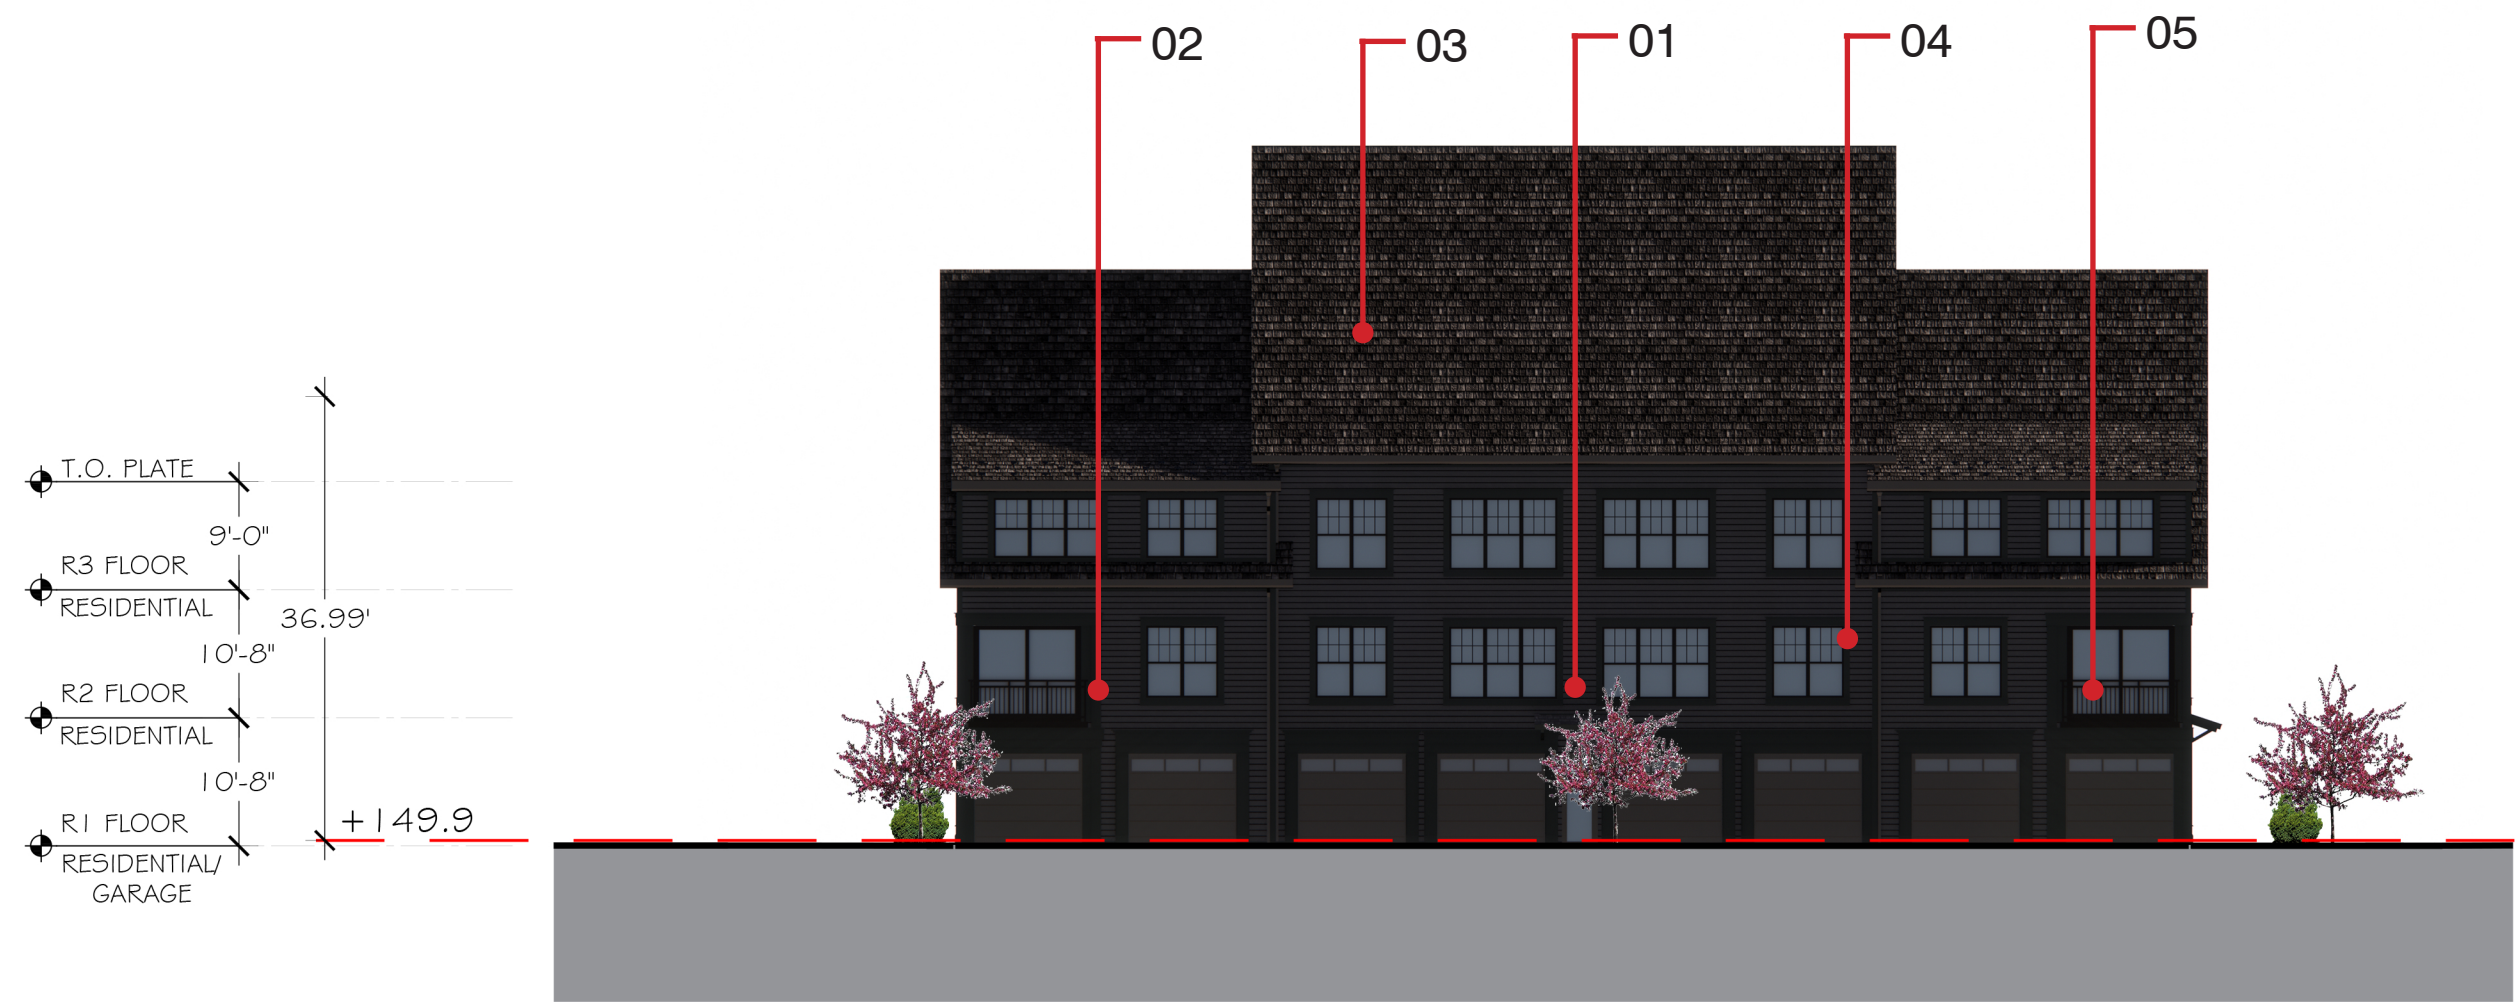 02
03
01
04
05
T.O. PLATE
9'-0"
R3 FLOOR
RESIDENTIAL
36.99'
10'-8"
R2 FLOOR
RESIDENTIAL
10'-8"
R1 FLOOR
+149.9
RESIDENTIAL/
GARAGE